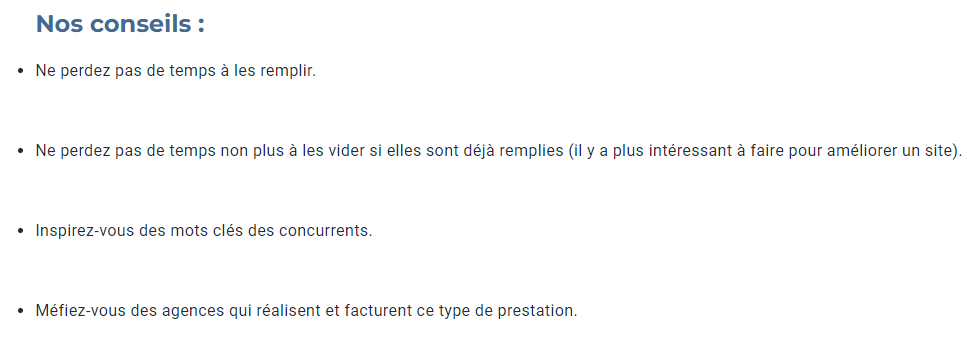 Nos conseils :
• Ne perdez pas de temps à les remplir.
• Ne perdez pas de temps non plus à les vider si elles sont déjà remplies (il y a plus intéressant à faire pour améliorer un site).
• Inspirez-vous des mots clés des concurrents.
• Méfiez-vous des agences qui réalisent et facturent ce type de prestation.